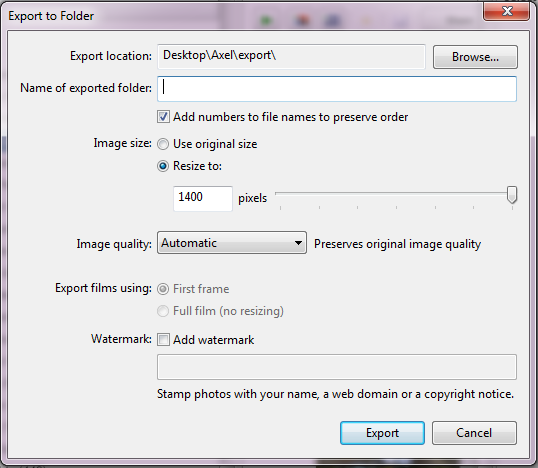 Export to Folder
Export location: Desktop\Axel\export\ Browse...
Name of exported folder:
Add numbers to file names to preserve order
Image size: Use original size
Resize to:
1400 pixels
Image quality: Automatic Preserves original image quality
Export films using: First frame
Full film (no resizing)
Watermark: Add watermark
Stamp photos with your name, a web domain or a copyright notice.
Export Cancel